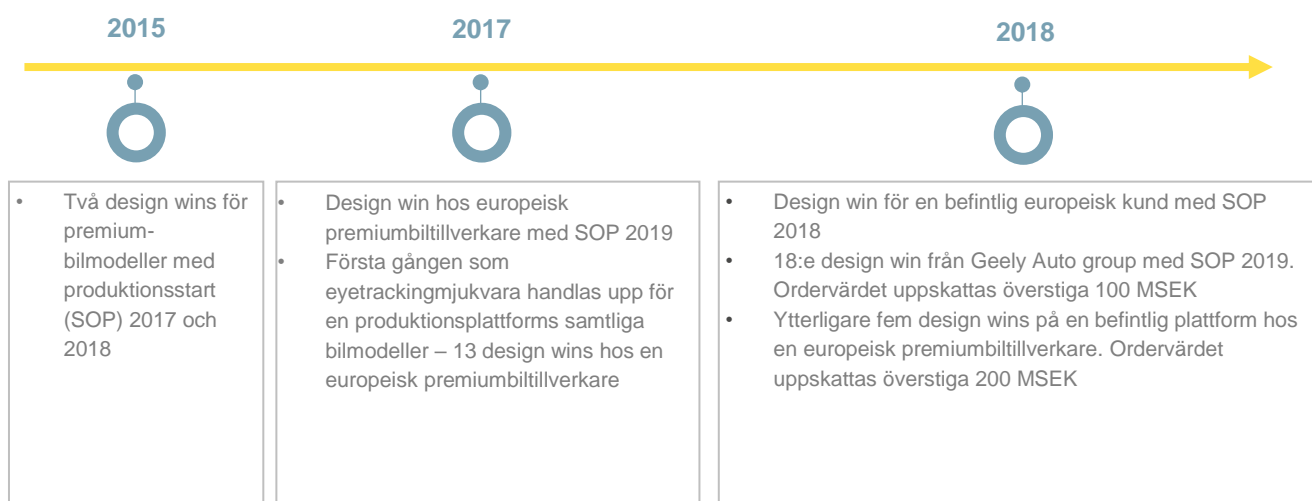 2015
2017
2018
• Två design wins för
premium-
bilmodeller med
produktionsstart
(SOP) 2017 och
2018
• Design win hos europeisk
premiumbiltillverkare med SOP 2019
• Första gången som
eyetrackingmjukvara handlas upp för
en produktionsplattforms samtliga
bilmodeller – 13 design wins hos en
europeisk premiumbiltillverkare
• Design win för en befintlig europeisk kund med SOP
2018
• 18:e design win från Geely Auto group med SOP 2019.
Ordervärdet uppskattas överstiga 100 MSEK
• Ytterligare fem design wins på en befintlig plattform hos
en europeisk premiumbiltillverkare. Ordervärdet
uppskattas överstiga 200 MSEK